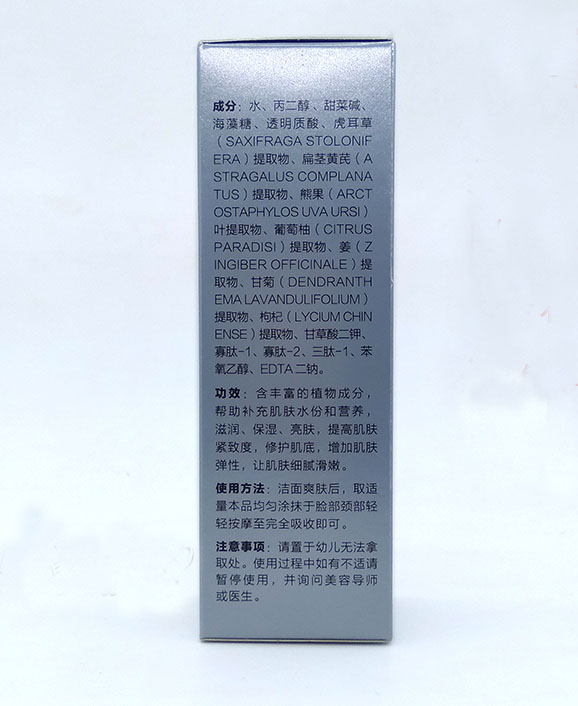 成分：水、丙二醇、甜菜碱、
海藻糖、透明质酸、虎耳草
（SAXIFRAGA STOLONIF
ERA）提取物、扁茎黄芪（A
STRAGALUS COMPLANA
TUS）提取物、熊果（ARCT
OSTAPHYLOS UVA URSI）
叶提取物、葡萄柚（CITRUS
PARADISI）提取物、姜（Z
INGIBER OFFICINALE）提
取物、甘菊（DENDRANTH
EMA LAVANDULIFOLIUM）
提取物、枸杞（LYCIUM CHIN
ENSE）提取物、甘草酸二钾、
寡肽-1、寡肽-2、三肽-1、苯
氧乙醇、EDTA 二钠。
功效：含丰富的植物成分，
帮助补充肌肤水份和营养，
滋润、保湿、亮肤，提高肌肤
紧致度，修护肌底，增加肌肤
弹性，让肌肤细腻滑嫩。
使用方法：洁面爽肤后，取适
量本品均匀涂抹于脸部颈部轻
轻按摩至完全吸收即可。
注意事项：请置于幼儿无法拿
取处。使用过程中如有不适请
暂停使用，并询问美容导师
或医生。